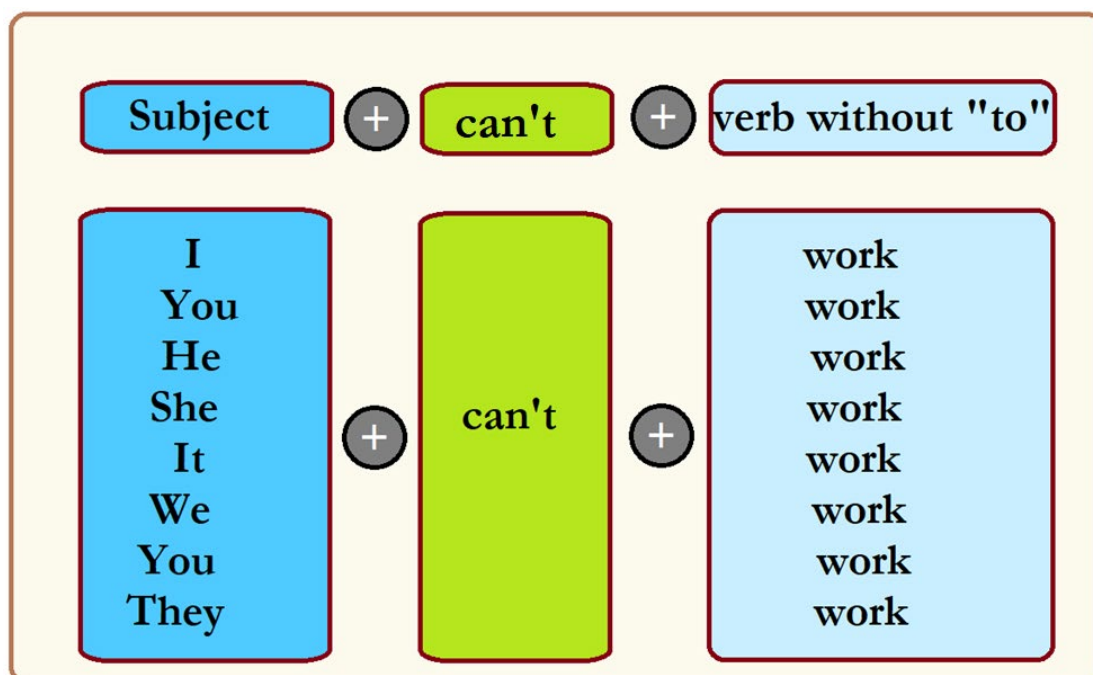 Subject + can't + verb without "to"
I work
You work
He work
She work
It + can't + work
We work
You work
They work